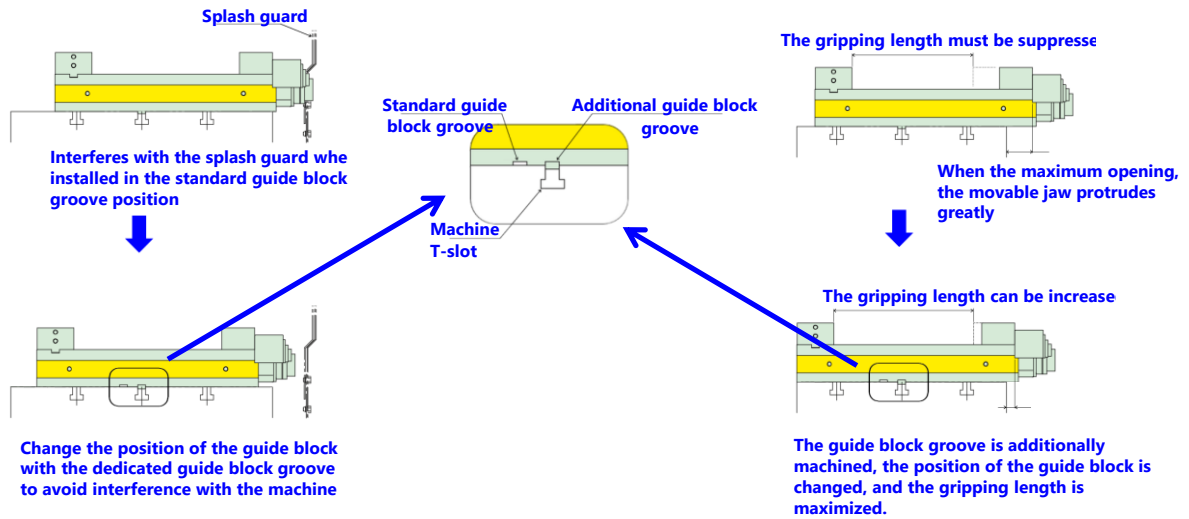 Splash guard
Interferes with the splash guard whe
installed in the standard guide block
groove position
Change the position of the guide block
with the dedicated guide block groove
to avoid interference with the machine
Standard guide
block groove
Additional guide block
groove
Machine
T-slot
The gripping length must be suppresse
When the maximum opening,
the movable jaw protrudes
greatly
The gripping length can be increase
The guide block groove is additionally
machined, the position of the guide block is
changed, and the gripping length is
maximized.